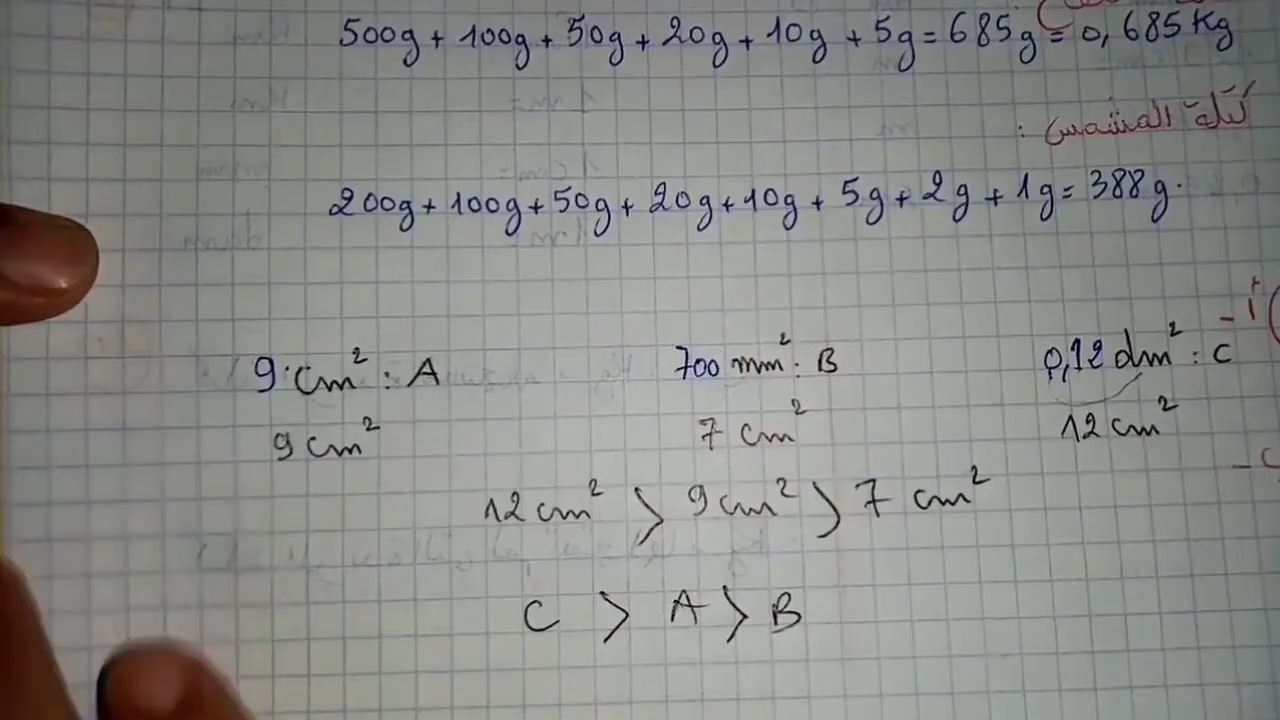 500g + 100g + 50g + 20g + 10g + 5g = 685g = 0,685 Kg
كتلة المشمش :
200g + 100g + 50g + 20g + 10g + 5g + 2g + 1g = 388g.
أ -
9 cm² : A 700 mm² : B 0,12 dm² : C
9 cm² 7 cm² 12 cm²
12 cm² > 9 cm² > 7 cm²
C > A > B